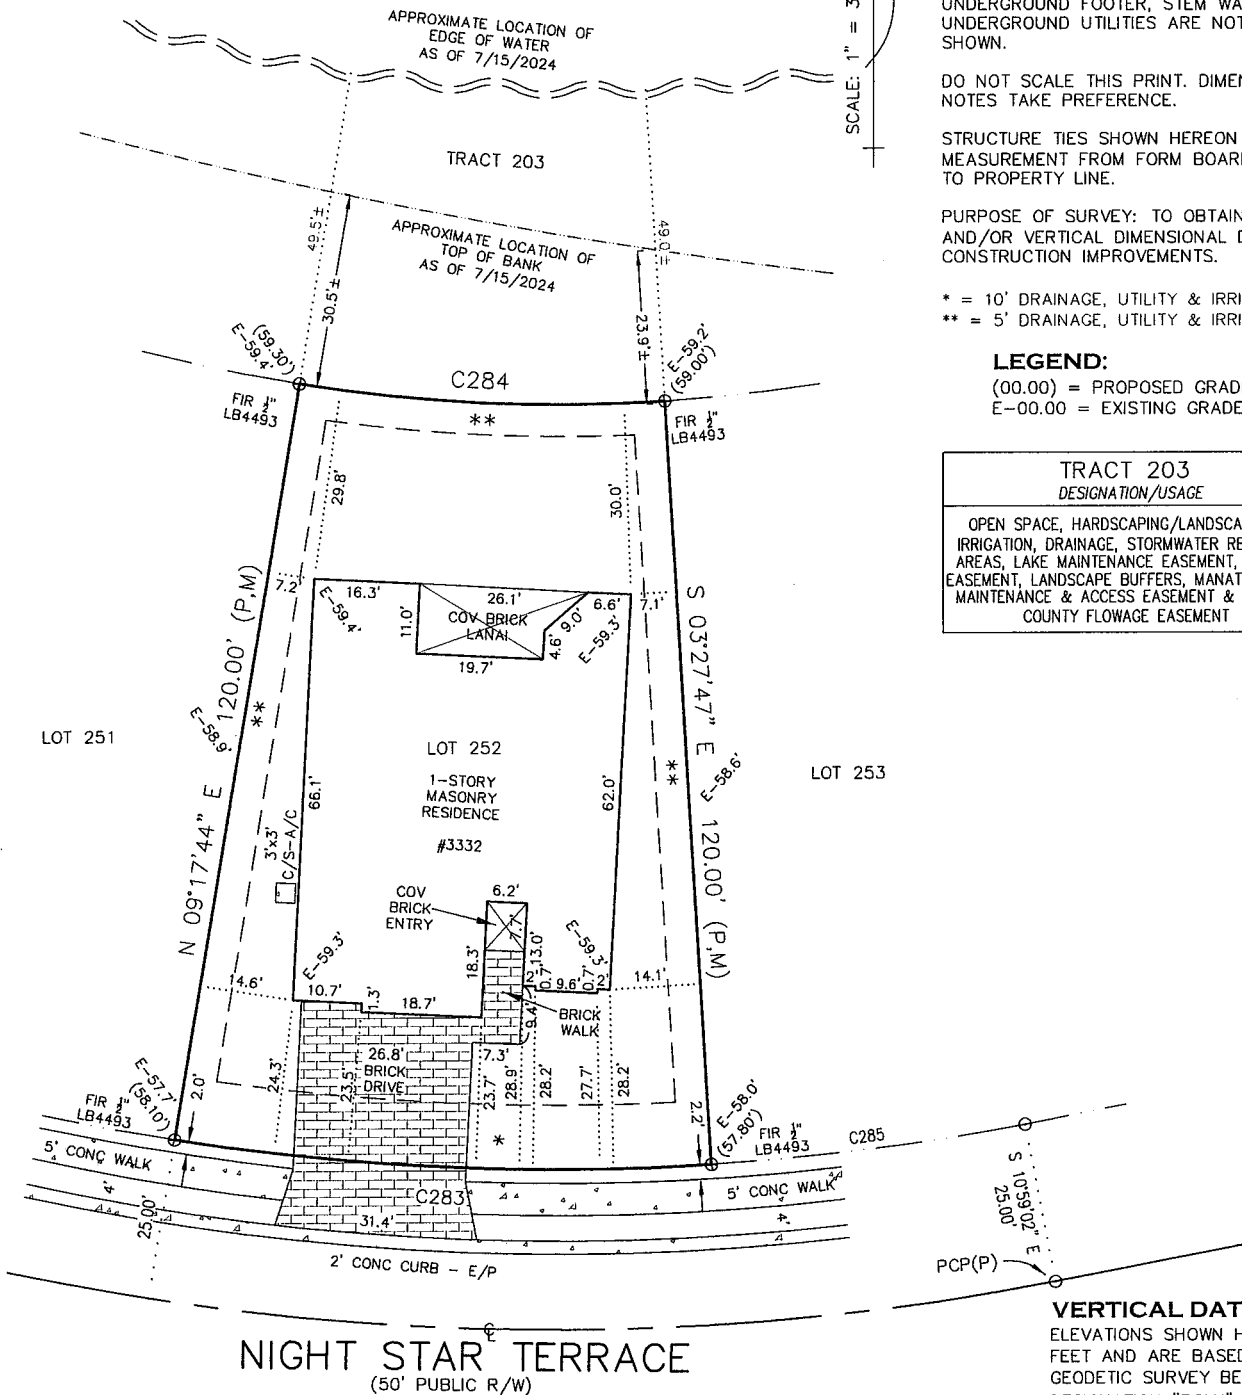 APPROXIMATE LOCATION OF
EDGE OF WATER
AS OF 7/15/2024
SCALE: 1" = 3
UNDERGROUND FOOTER, STEM WA
UNDERGROUND UTILITIES ARE NOT
SHOWN.
DO NOT SCALE THIS PRINT. DIMEN
NOTES TAKE PREFERENCE.
STRUCTURE TIES SHOWN HEREON
MEASUREMENT FROM FORM BOARD
TO PROPERTY LINE.
PURPOSE OF SURVEY: TO OBTAIN
AND/OR VERTICAL DIMENSIONAL D
CONSTRUCTION IMPROVEMENTS.
* = 10' DRAINAGE, UTILITY & IRRI
** = 5' DRAINAGE, UTILITY & IRRI
LEGEND:
(00.00) = PROPOSED GRAD
E-00.00 = EXISTING GRADE
TRACT 203
DESIGNATION/USAGE
OPEN SPACE, HARDSCAPING/LANDSCA
IRRIGATION, DRAINAGE, STORMWATER RE
AREAS, LAKE MAINTENANCE EASEMENT,
EASEMENT, LANDSCAPE BUFFERS, MANAT
MAINTENANCE & ACCESS EASEMENT &
COUNTY FLOWAGE EASEMENT
TRACT 203
49.5'±
49.0'±
APPROXIMATE LOCATION OF
TOP OF BANK
AS OF 7/15/2024
30.5'±
23.9'±
(59.30')
E-59.4'
E-59.2'
(59.00')
C284
FIR ½"
LB4493
**
FIR ½"
LB4493
29.8'
30.0'
7.2'
16.3'
26.1'
6.6'
7.1'
E-59.4'
11.0'
COV BRICK
LANAI
9.0'
4.6'
E-59.3'
19.7'
N 09°17'44" E 120.00' (P,M)
S 03°27'47" E 120.00' (P,M)
**
E-58.9'
**
E-58.6'
LOT 251
LOT 252
LOT 253
1-STORY
MASONRY
RESIDENCE
#3332
66.1'
62.0'
3'x3'
C/S-A/C
COV
BRICK
ENTRY
6.2'
7.7'
13.0'
18.3'
E-59.3'
E-59.3'
14.6'
10.7'
1.3'
18.7'
2'
0.7'
9.6'
0.7'
2'
14.1'
BRICK
WALK
9.4'
26.8'
BRICK
DRIVE
7.3'
24.3'
23.5'
23.7'
28.9'
28.2'
27.7'
28.2'
*
E-57.7'
(58.10')
2.0'
FIR ½"
LB4493
2.2'
E-58.0'
(57.80')
FIR ½"
LB4493
C285
5' CONC WALK
C283
5' CONC WALK
4'
4'
25.00'
31.4'
2' CONC CURB - E/P
S 10°59'02" E
25.00'
PCP(P)
NIGHT STAR TERRACE
(50' PUBLIC R/W)
VERTICAL DAT
ELEVATIONS SHOWN H
FEET AND ARE BASED
GEODETIC SURVEY BE